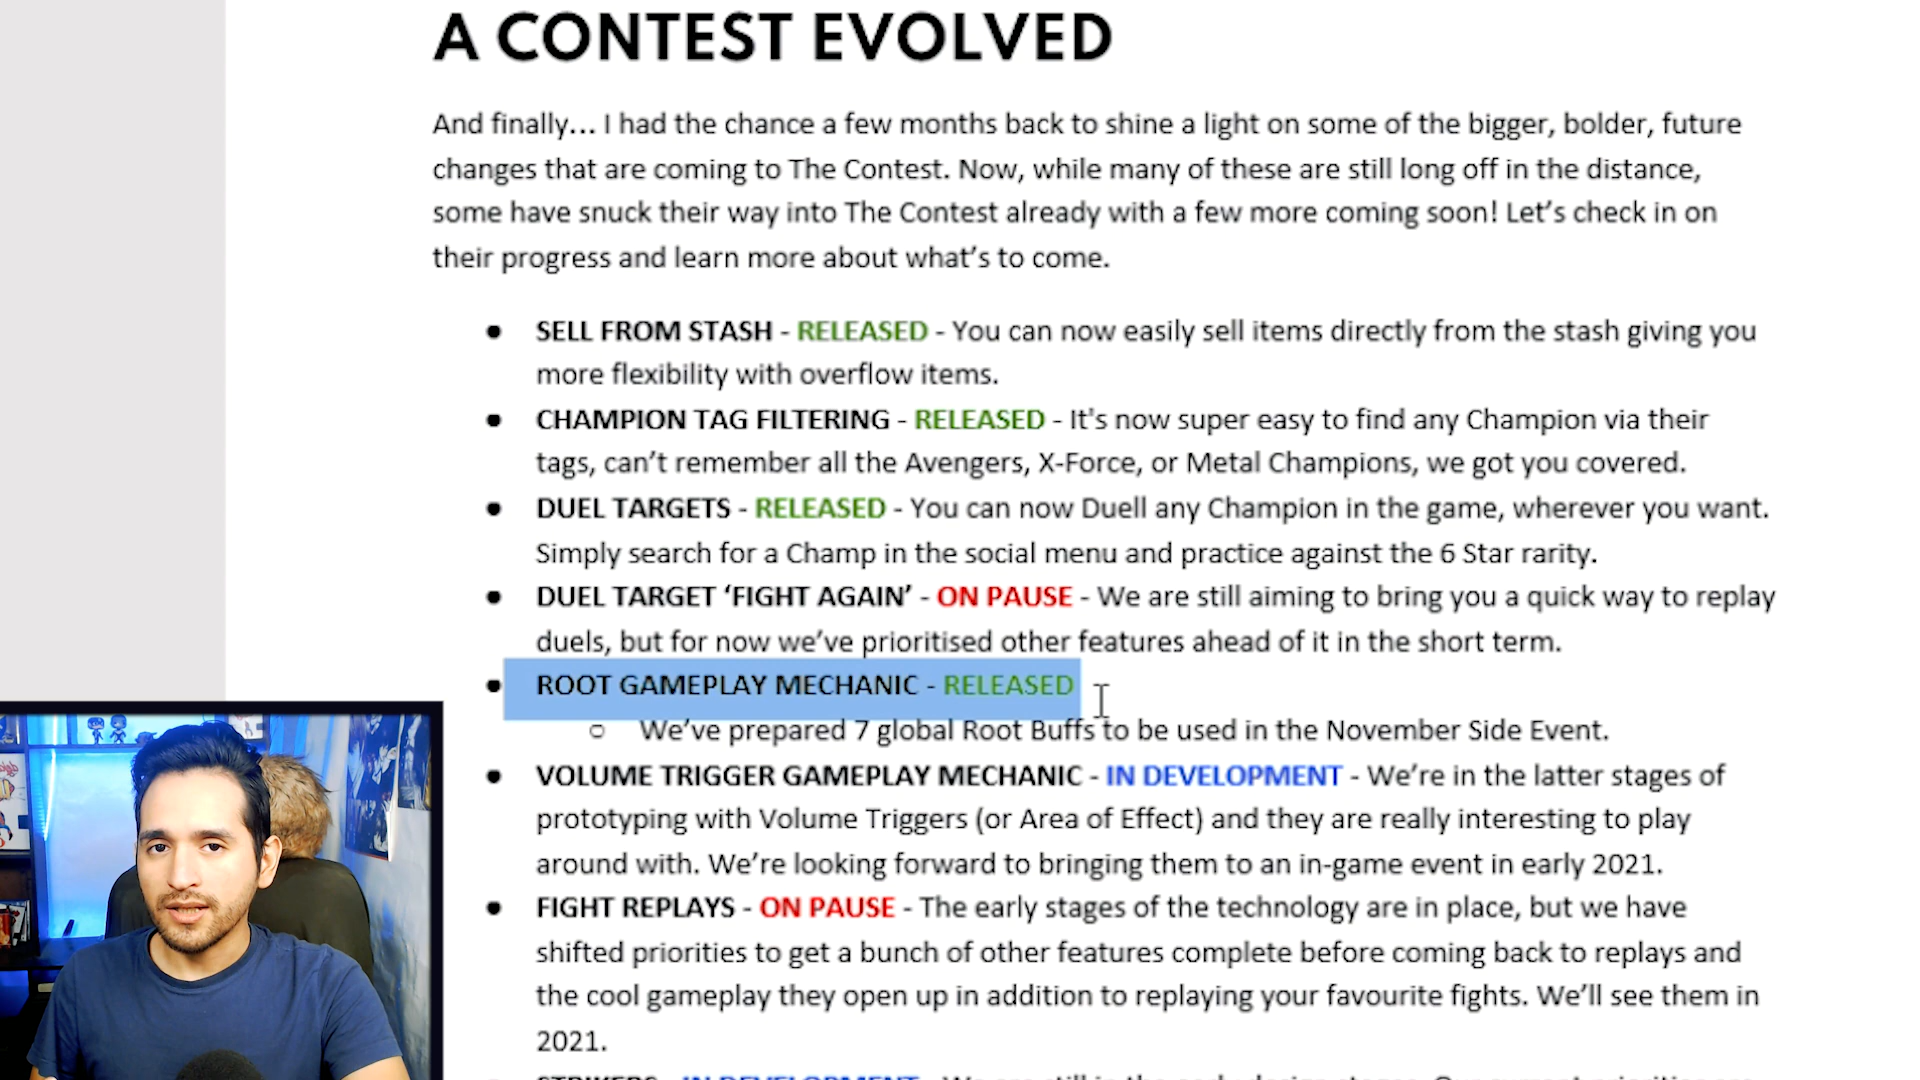 A CONTEST EVOLVED
And finally... I had the chance a few months back to shine a light on some of the bigger, bolder, future
changes that are coming to The Contest. Now, while many of these are still long off in the distance,
some have snuck their way into The Contest already with a few more coming soon! Let's check in on
their progress and learn more about what's to come.
● SELL FROM STASH - RELEASED - You can now easily sell items directly from the stash giving you
more flexibility with overflow items.
● CHAMPION TAG FILTERING - RELEASED - It's now super easy to find any Champion via their
tags, can't remember all the Avengers, X-Force, or Metal Champions, we got you covered.
● DUEL TARGETS - RELEASED - You can now Duell any Champion in the game, wherever you want.
Simply search for a Champ in the social menu and practice against the 6 Star rarity.
● DUEL TARGET ‘FIGHT AGAIN’ - ON PAUSE - We are still aiming to bring you a quick way to replay
duels, but for now we've prioritised other features ahead of it in the short term.
● ROOT GAMEPLAY MECHANIC - RELEASED
○ We've prepared 7 global Root Buffs to be used in the November Side Event.
● VOLUME TRIGGER GAMEPLAY MECHANIC - IN DEVELOPMENT - We're in the latter stages of
prototyping with Volume Triggers (or Area of Effect) and they are really interesting to play
around with. We're looking forward to bringing them to an in-game event in early 2021.
● FIGHT REPLAYS - ON PAUSE - The early stages of the technology are in place, but we have
shifted priorities to get a bunch of other features complete before coming back to replays and
the cool gameplay they open up in addition to replaying your favourite fights. We'll see them in
2021.
STRIKERS - IN DEVELOPMENT - We are still in the early design stages. Our current priorities are